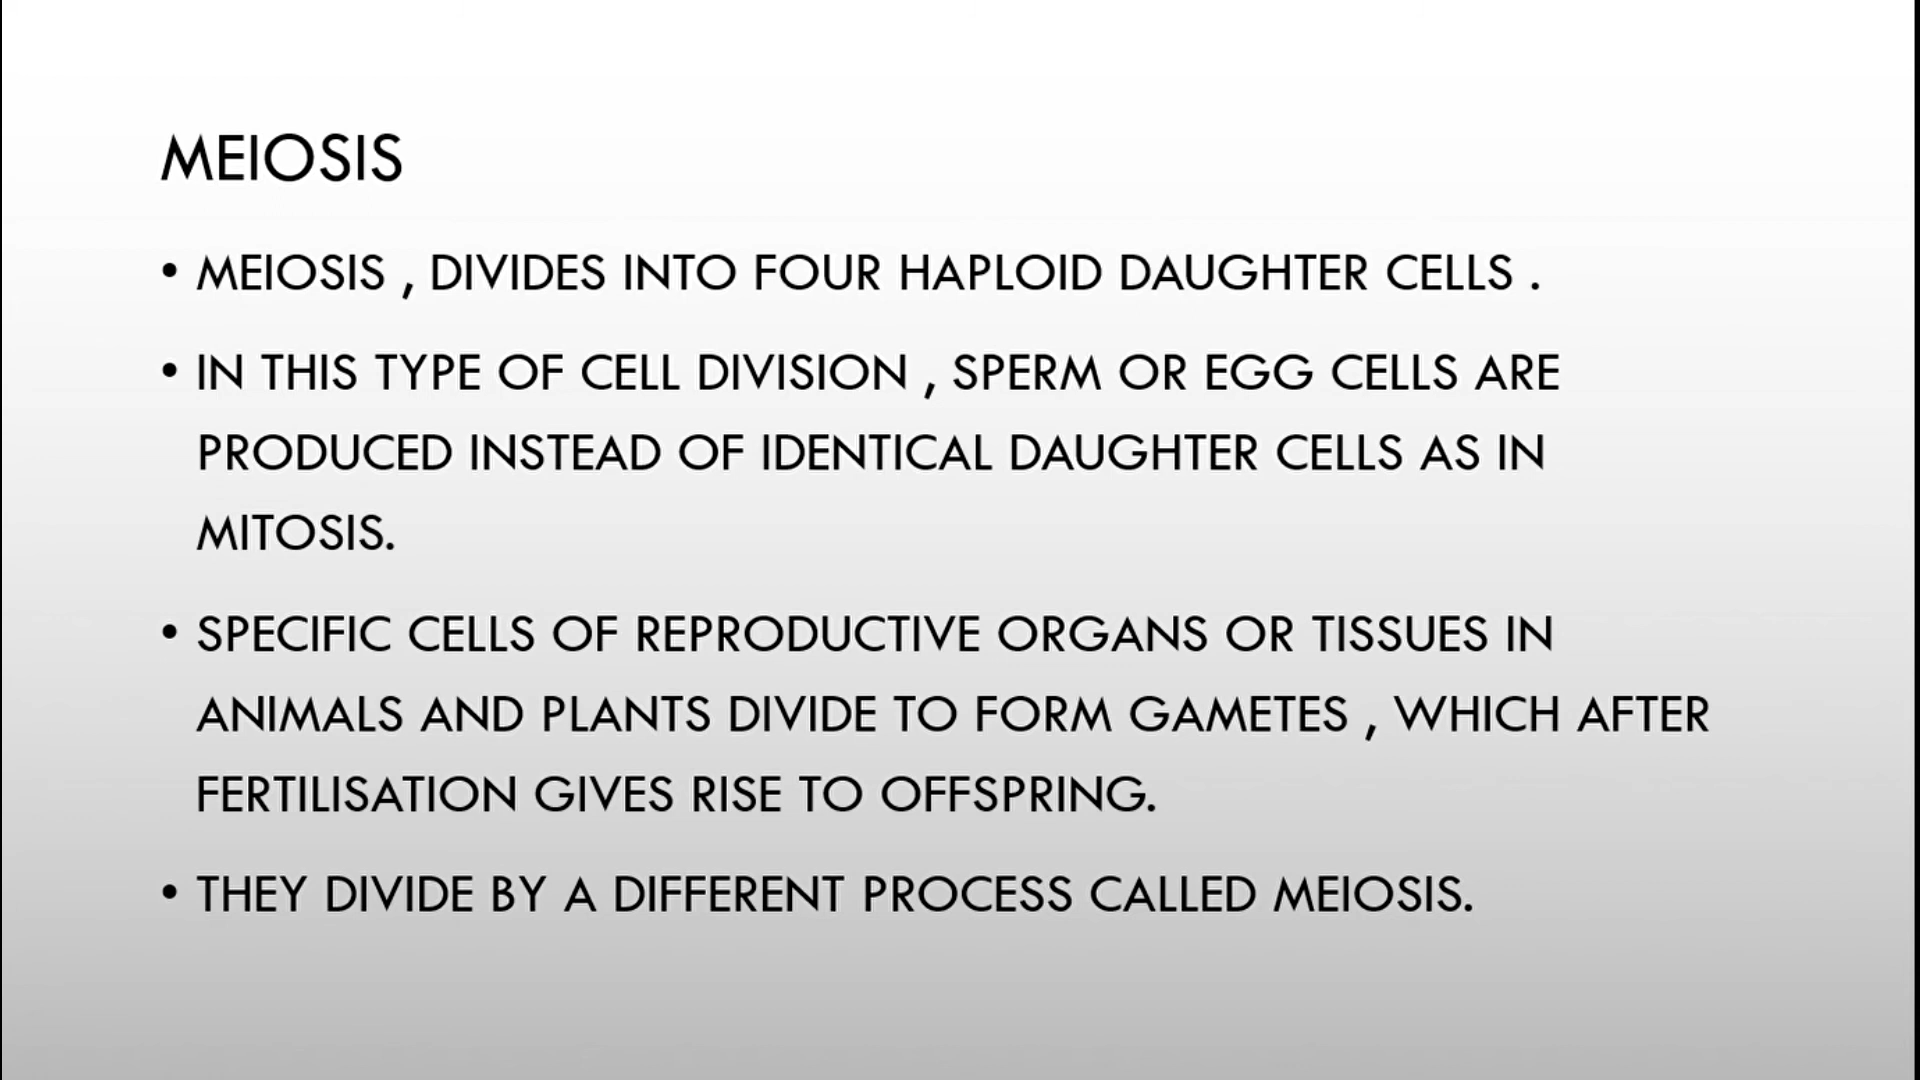 MEIOSIS
• MEIOSIS , DIVIDES INTO FOUR HAPLOID DAUGHTER CELLS .
• IN THIS TYPE OF CELL DIVISION , SPERM OR EGG CELLS ARE
PRODUCED INSTEAD OF IDENTICAL DAUGHTER CELLS AS IN
MITOSIS.
• SPECIFIC CELLS OF REPRODUCTIVE ORGANS OR TISSUES IN
ANIMALS AND PLANTS DIVIDE TO FORM GAMETES , WHICH AFTER
FERTILISATION GIVES RISE TO OFFSPRING.
• THEY DIVIDE BY A DIFFERENT PROCESS CALLED MEIOSIS.